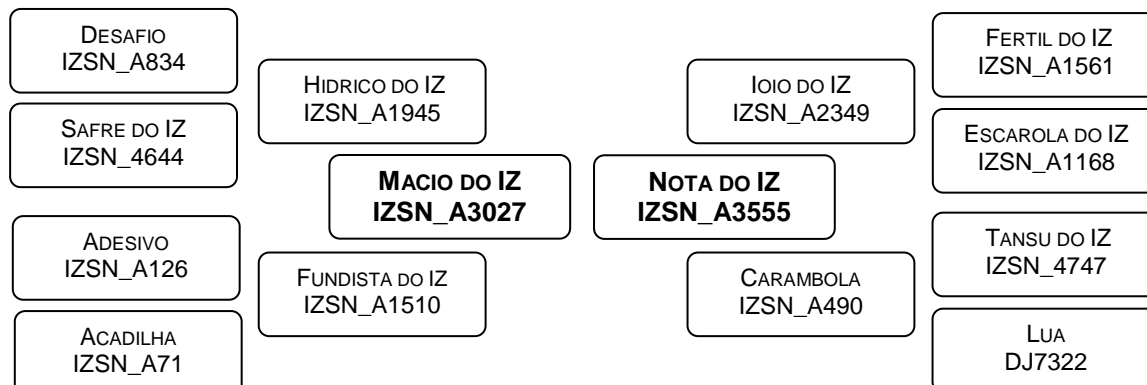 DESAFIO
IZSN_A834
SAFRE DO IZ
IZSN_4644
ADESIVO
IZSN_A126
ACADILHA
IZSN_A71
HIDRICO DO IZ
IZSN_A1945
FUNDISTA DO IZ
IZSN_A1510
MACIO DO IZ
IZSN_A3027
NOTA DO IZ
IZSN_A3555
IOIO DO IZ
IZSN_A2349
CARAMBOLA
IZSN_A490
FERTIL DO IZ
IZSN_A1561
ESCAROLA DO IZ
IZSN_A1168
TANSU DO IZ
IZSN_4747
LUA
DJ7322